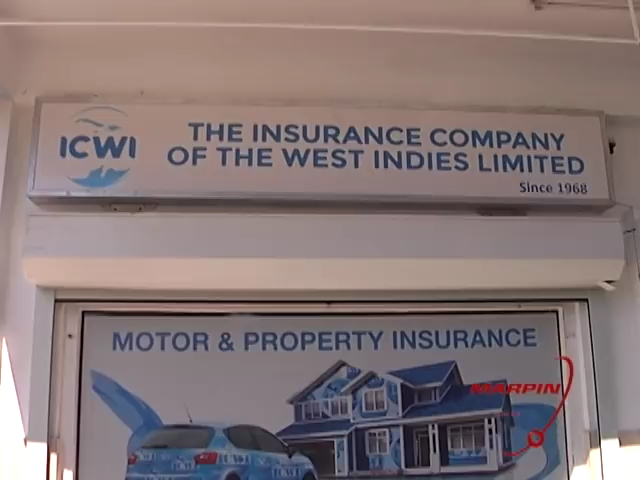 ICWI
THE INSURANCE COMPANY
OF THE WEST INDIES LIMITED
Since 1968
MOTOR & PROPERTY INSURANCE
MARPIN